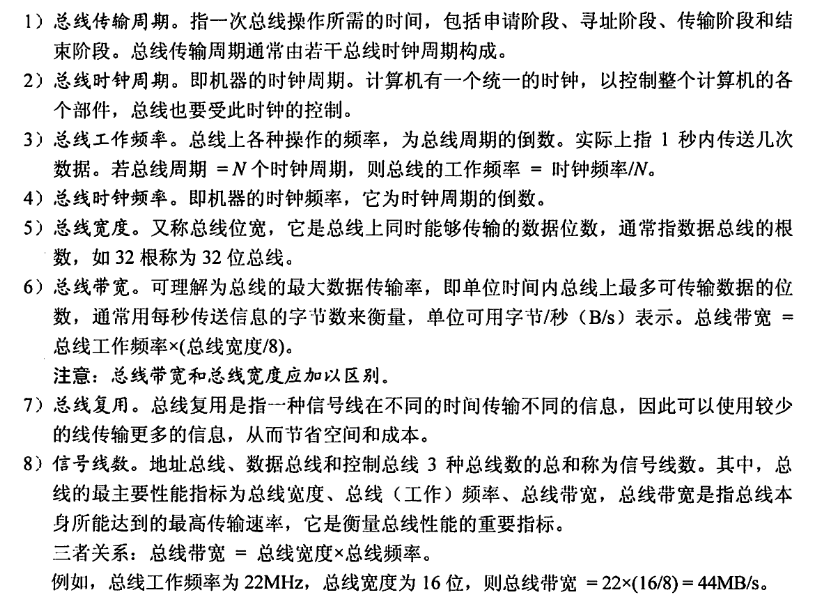 1）总线传输周期。指一次总线操作所需的时间，包括申请阶段、寻址阶段、传输阶段和结
束阶段。总线传输周期通常由若干总线时钟周期构成。
2）总线时钟周期。即机器的时钟周期。计算机有一个统一的时钟，以控制整个计算机的各
个部件，总线也要受此时钟的控制。
3）总线工作频率。总线上各种操作的频率，为总线周期的倒数。实际上指 1 秒内传送几次
数据。若总线周期 = N 个时钟周期，则总线的工作频率 = 时钟频率/N。
4）总线时钟频率。即机器的时钟频率，它为时钟周期的倒数。
5）总线宽度。又称总线位宽，它是总线上同时能够传输的数据位数，通常指数据总线的根
数，如 32 根称为 32 位总线。
6）总线带宽。可理解为总线的最大数据传输率，即单位时间内总线上最多可传输数据的位
数，通常用每秒传送信息的字节数来衡量，单位可用字节/秒（B/s）表示。总线带宽 =
总线工作频率×(总线宽度/8)。
注意：总线带宽和总线宽度应加以区别。
7）总线复用。总线复用是指一种信号线在不同的时间传输不同的信息，因此可以使用较少
的线传输更多的信息，从而节省空间和成本。
8）信号线数。地址总线、数据总线和控制总线 3 种总线数的总和称为信号线数。其中，总
线的最主要性能指标为总线宽度、总线（工作）频率、总线带宽，总线带宽是指总线本
身所能达到的最高传输速率，它是衡量总线性能的重要指标。
三者关系：总线带宽 = 总线宽度×总线频率。
例如，总线工作频率为 22MHz，总线宽度为 16 位，则总线带宽 = 22×(16/8) = 44MB/s。